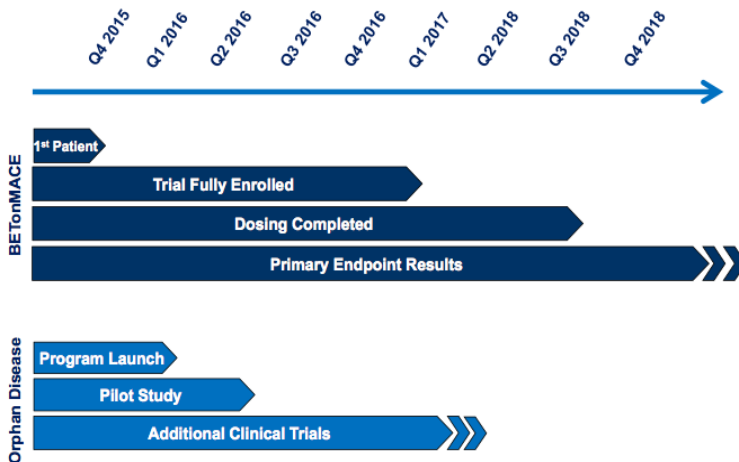 Q4 2015
Q1 2016
Q2 2016
Q3 2016
Q4 2016
Q1 2017
Q2 2018
Q3 2018
Q4 2018
BETonMACE
1st Patient
Trial Fully Enrolled
Dosing Completed
Primary Endpoint Results
Orphan Disease
Program Launch
Pilot Study
Additional Clinical Trials